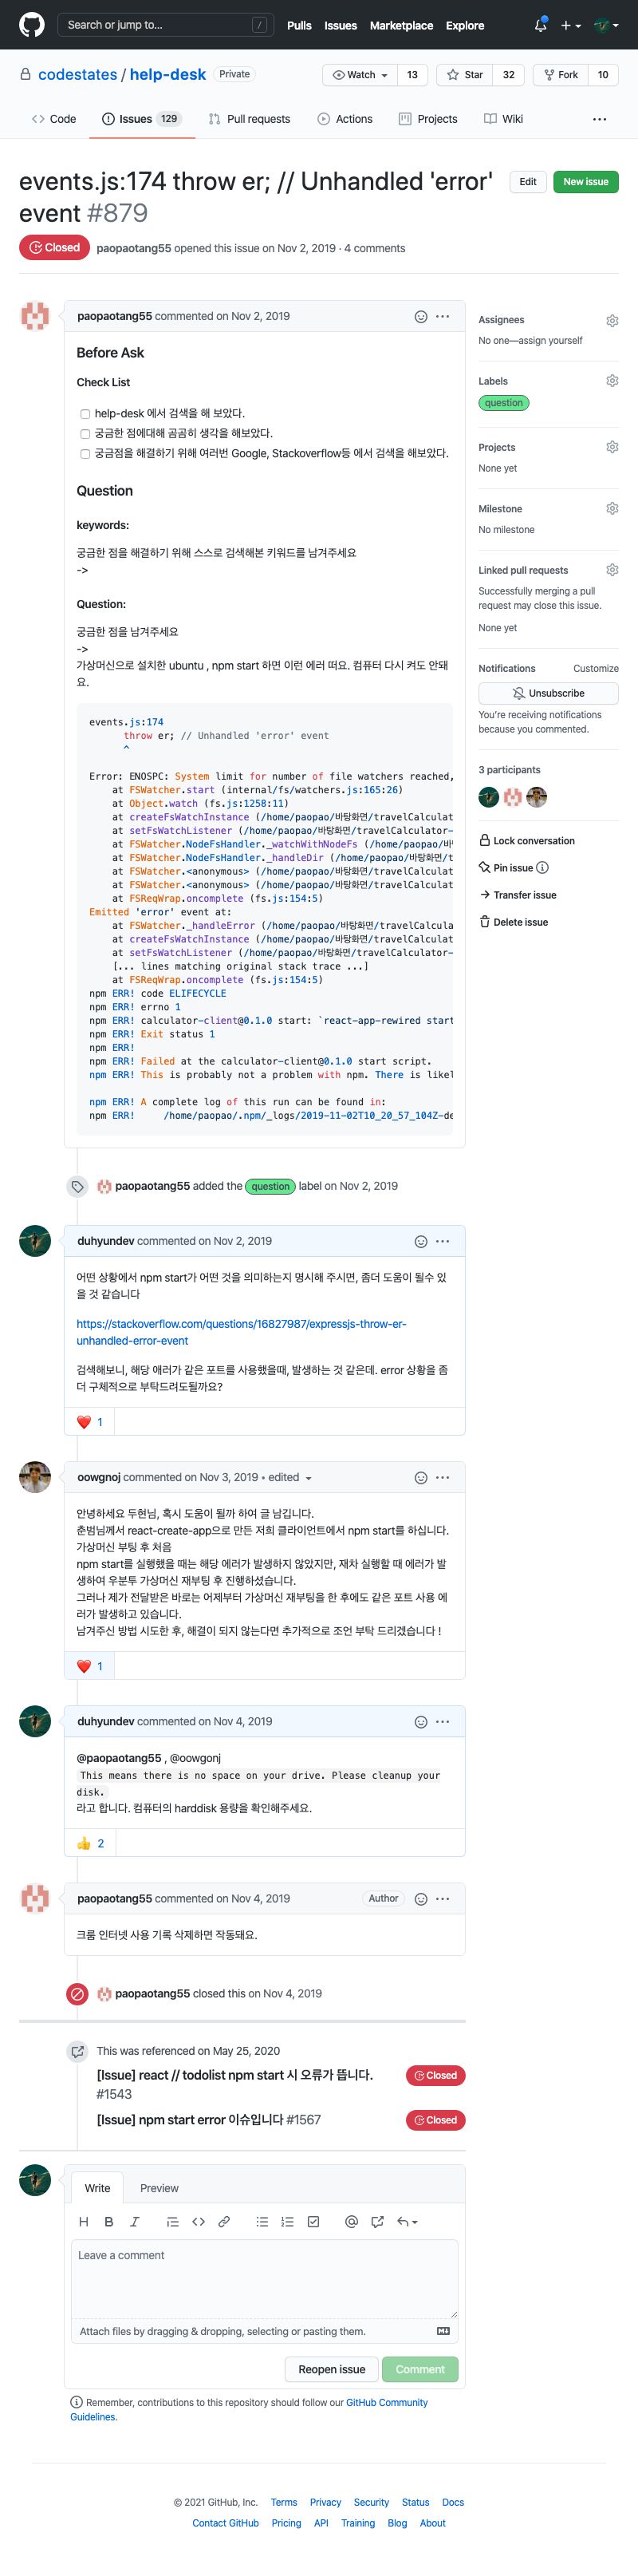 Search or jump to...
/
Pulls Issues Marketplace Explore
codestates / help-desk Private
Watch 13 Star 32 Fork 10
Code Issues 129 Pull requests Actions Projects Wiki ...
events.js:174 throw er; // Unhandled 'error'
event #879
Edit New issue
Closed paopaotang55 opened this issue on Nov 2, 2019 · 4 comments
paopaotang55 commented on Nov 2, 2019
Before Ask
Check List
help-desk 에서 검색을 해 보았다.
궁금한 점에대해 곰곰히 생각을 해보았다.
궁금점을 해결하기 위해 여러번 Google, Stackoverflow등 에서 검색을 해보았다.
Question
keywords:
궁금한 점을 해결하기 위해 스스로 검색해본 키워드를 남겨주세요
->
Question:
궁금한 점을 남겨주세요
->
가상머신으로 설치한 ubuntu , npm start 하면 이런 에러 떠요. 컴퓨터 다시 켜도 안돼
요.
events.js:174
throw er; // Unhandled 'error' event
^
Error: ENOSPC: System limit for number of file watchers reached,
at FSWatcher.start (internal/fs/watchers.js:165:26)
at Object.watch (fs.js:1258:11)
at createFsWatchInstance (/home/paopao/바탕화면/travelCalculat
at setFsWatchListener (/home/paopao/바탕화면/travelCalculator-
at FSWatcher.NodeFsHandler._watchWithNodeFs (/home/paopao/바
at FSWatcher.NodeFsHandler._handleDir (/home/paopao/바탕화면/t
at FSWatcher.<anonymous> (/home/paopao/바탕화면/travelCalculat
at FSWatcher.<anonymous> (/home/paopao/바탕화면/travelCalculat
at FSReqWrap.oncomplete (fs.js:154:5)
Emitted 'error' event at:
at FSWatcher._handleError (/home/paopao/바탕화면/travelCalcula
at createFsWatchInstance (/home/paopao/바탕화면/travelCalculat
at setFsWatchListener (/home/paopao/바탕화면/travelCalculator-
[... lines matching original stack trace ...]
at FSReqWrap.oncomplete (fs.js:154:5)
npm ERR! code ELIFECYCLE
npm ERR! errno 1
npm ERR! calculator-client@0.1.0 start: `react-app-rewired start
npm ERR! Exit status 1
npm ERR!
npm ERR! Failed at the calculator-client@0.1.0 start script.
npm ERR! This is probably not a problem with npm. There is likel
npm ERR! A complete log of this run can be found in:
npm ERR! /home/paopao/.npm/_logs/2019-11-02T10_20_57_104Z-de
Assignees
No one—assign yourself
Labels
question
Projects
None yet
Milestone
No milestone
Linked pull requests
Successfully merging a pull
request may close this issue.
None yet
Notifications Customize
Unsubscribe
You're receiving notifications
because you commented.
3 participants
Lock conversation
Pin issue
Transfer issue
Delete issue
paopaotang55 added the question label on Nov 2, 2019
duhyundev commented on Nov 2, 2019
어떤 상황에서 npm start가 어떤 것을 의미하는지 명시해 주시면, 좀더 도움이 될수 있
을 것 같습니다
https://stackoverflow.com/questions/16827987/expressjs-throw-er-
unhandled-error-event
검색해보니, 해당 애러가 같은 포트를 사용했을때, 발생하는 것 같은데. error 상황을 좀
더 구체적으로 부탁드려도될까요?
❤️ 1
oowgnoj commented on Nov 3, 2019 • edited
안녕하세요 두현님, 혹시 도움이 될까 하여 글 남깁니다.
춘범님께서 react-create-app으로 만든 저희 클라이언트에서 npm start를 하십니다.
가상머신 부팅 후 처음
npm start를 실행했을 때는 해당 에러가 발생하지 않았지만, 재차 실행할 때 에러가 발
생하여 우분투 가상머신 재부팅 후 진행하셨습니다.
그러나 제가 전달받은 바로는 어제부터 가상머신 재부팅을 한 후에도 같은 포트 사용 에
러가 발생하고 있습니다.
남겨주신 방법 시도한 후, 해결이 되지 않는다면 추가적으로 조언 부탁 드리겠습니다 !
❤️ 1
duhyundev commented on Nov 4, 2019
@paopaotang55 , @oowgonj
This means there is no space on your drive. Please cleanup your
disk.
라고 합니다. 컴퓨터의 harddisk 용량을 확인해주세요.
👍 2
paopaotang55 commented on Nov 4, 2019 Author
크롬 인터넷 사용 기록 삭제하면 작동돼요.
paopaotang55 closed this on Nov 4, 2019
This was referenced on May 25, 2020
[Issue] react // todolist npm start 시 오류가 뜹니다.
#1543
Closed
[Issue] npm start error 이슈입니다 #1567
Closed
Write Preview
H B I @
Leave a comment
Attach files by dragging & dropping, selecting or pasting them.
Reopen issue Comment
Remember, contributions to this repository should follow our GitHub Community
Guidelines.
© 2021 GitHub, Inc. Terms Privacy Security Status Docs
Contact GitHub Pricing API Training Blog About